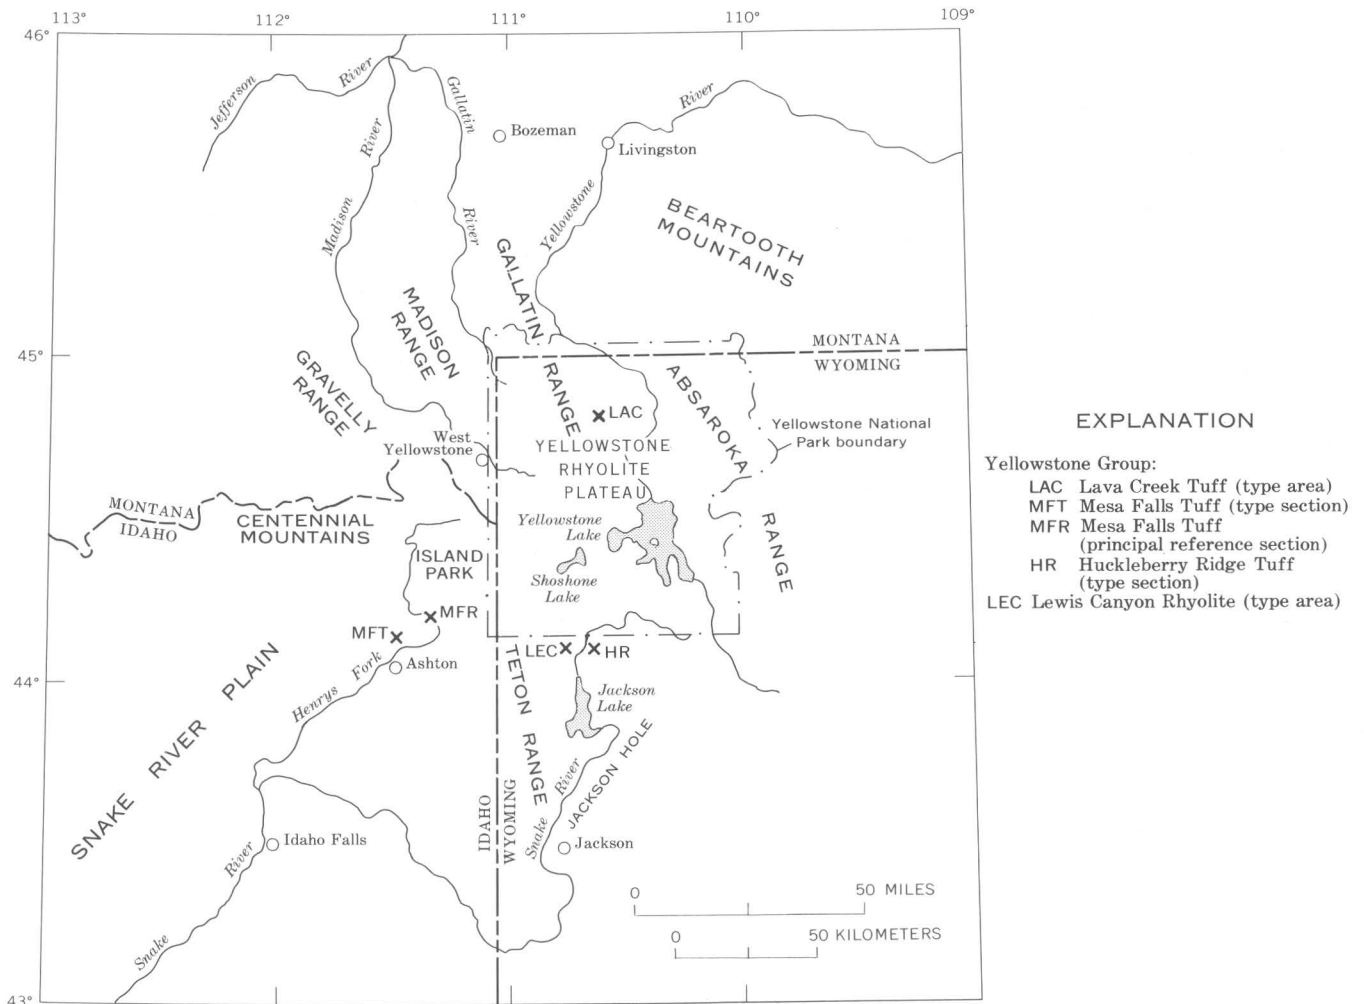 113°
112°
111°
110°
109°
46°
Jefferson
River
Gallatin
River
Bozeman
Livingston
River
Yellowstone
Madison
River
River
BEARTOOTH
MOUNTAINS
GALLATIN
RANGE
MADISON
RANGE
GRAVELLY
RANGE
45°
MONTANA
WYOMING
ABSAROKA
RANGE
LAC
Yellowstone National
Park boundary
West
Yellowstone
YELLOWSTONE
RHYOLITE
PLATEAU
MONTANA
IDAHO
CENTENNIAL
MOUNTAINS
Yellowstone
Lake
Shoshone
Lake
ISLAND
PARK
MFR
MFT
Ashton
Henrys Fork
LEC
HR
44°
SNAKE RIVER PLAIN
TETON RANGE
Jackson
Lake
JACKSON HOLE
Snake River
IDAHO
WYOMING
Jackson
Idaho Falls
Snake River
0 50 MILES
0 50 KILOMETERS
43°
EXPLANATION
Yellowstone Group:
LAC Lava Creek Tuff (type area)
MFT Mesa Falls Tuff (type section)
MFR Mesa Falls Tuff
(principal reference section)
HR Huckleberry Ridge Tuff
(type section)
LEC Lewis Canyon Rhyolite (type area)